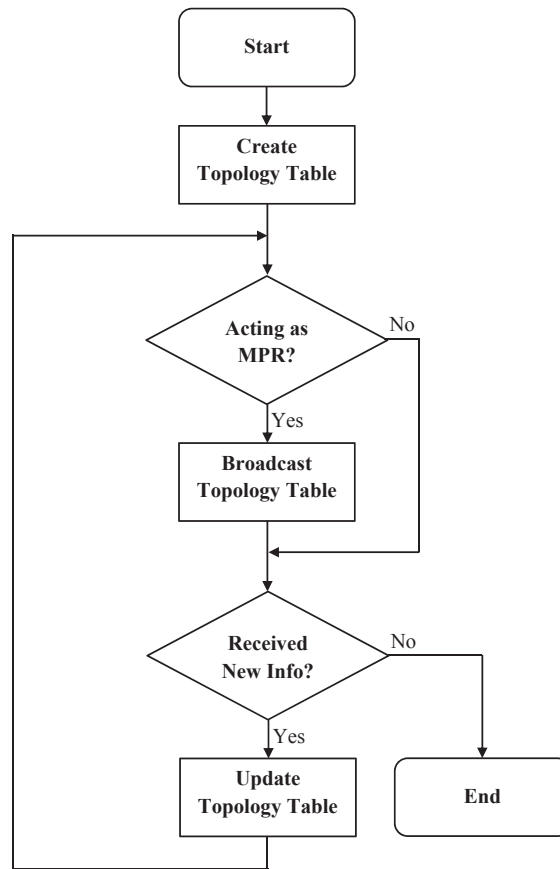 Start
Create
Topology Table
Acting as
MPR?
No
Yes
Broadcast
Topology Table
Received
New Info?
No
Yes
Update
Topology Table
End